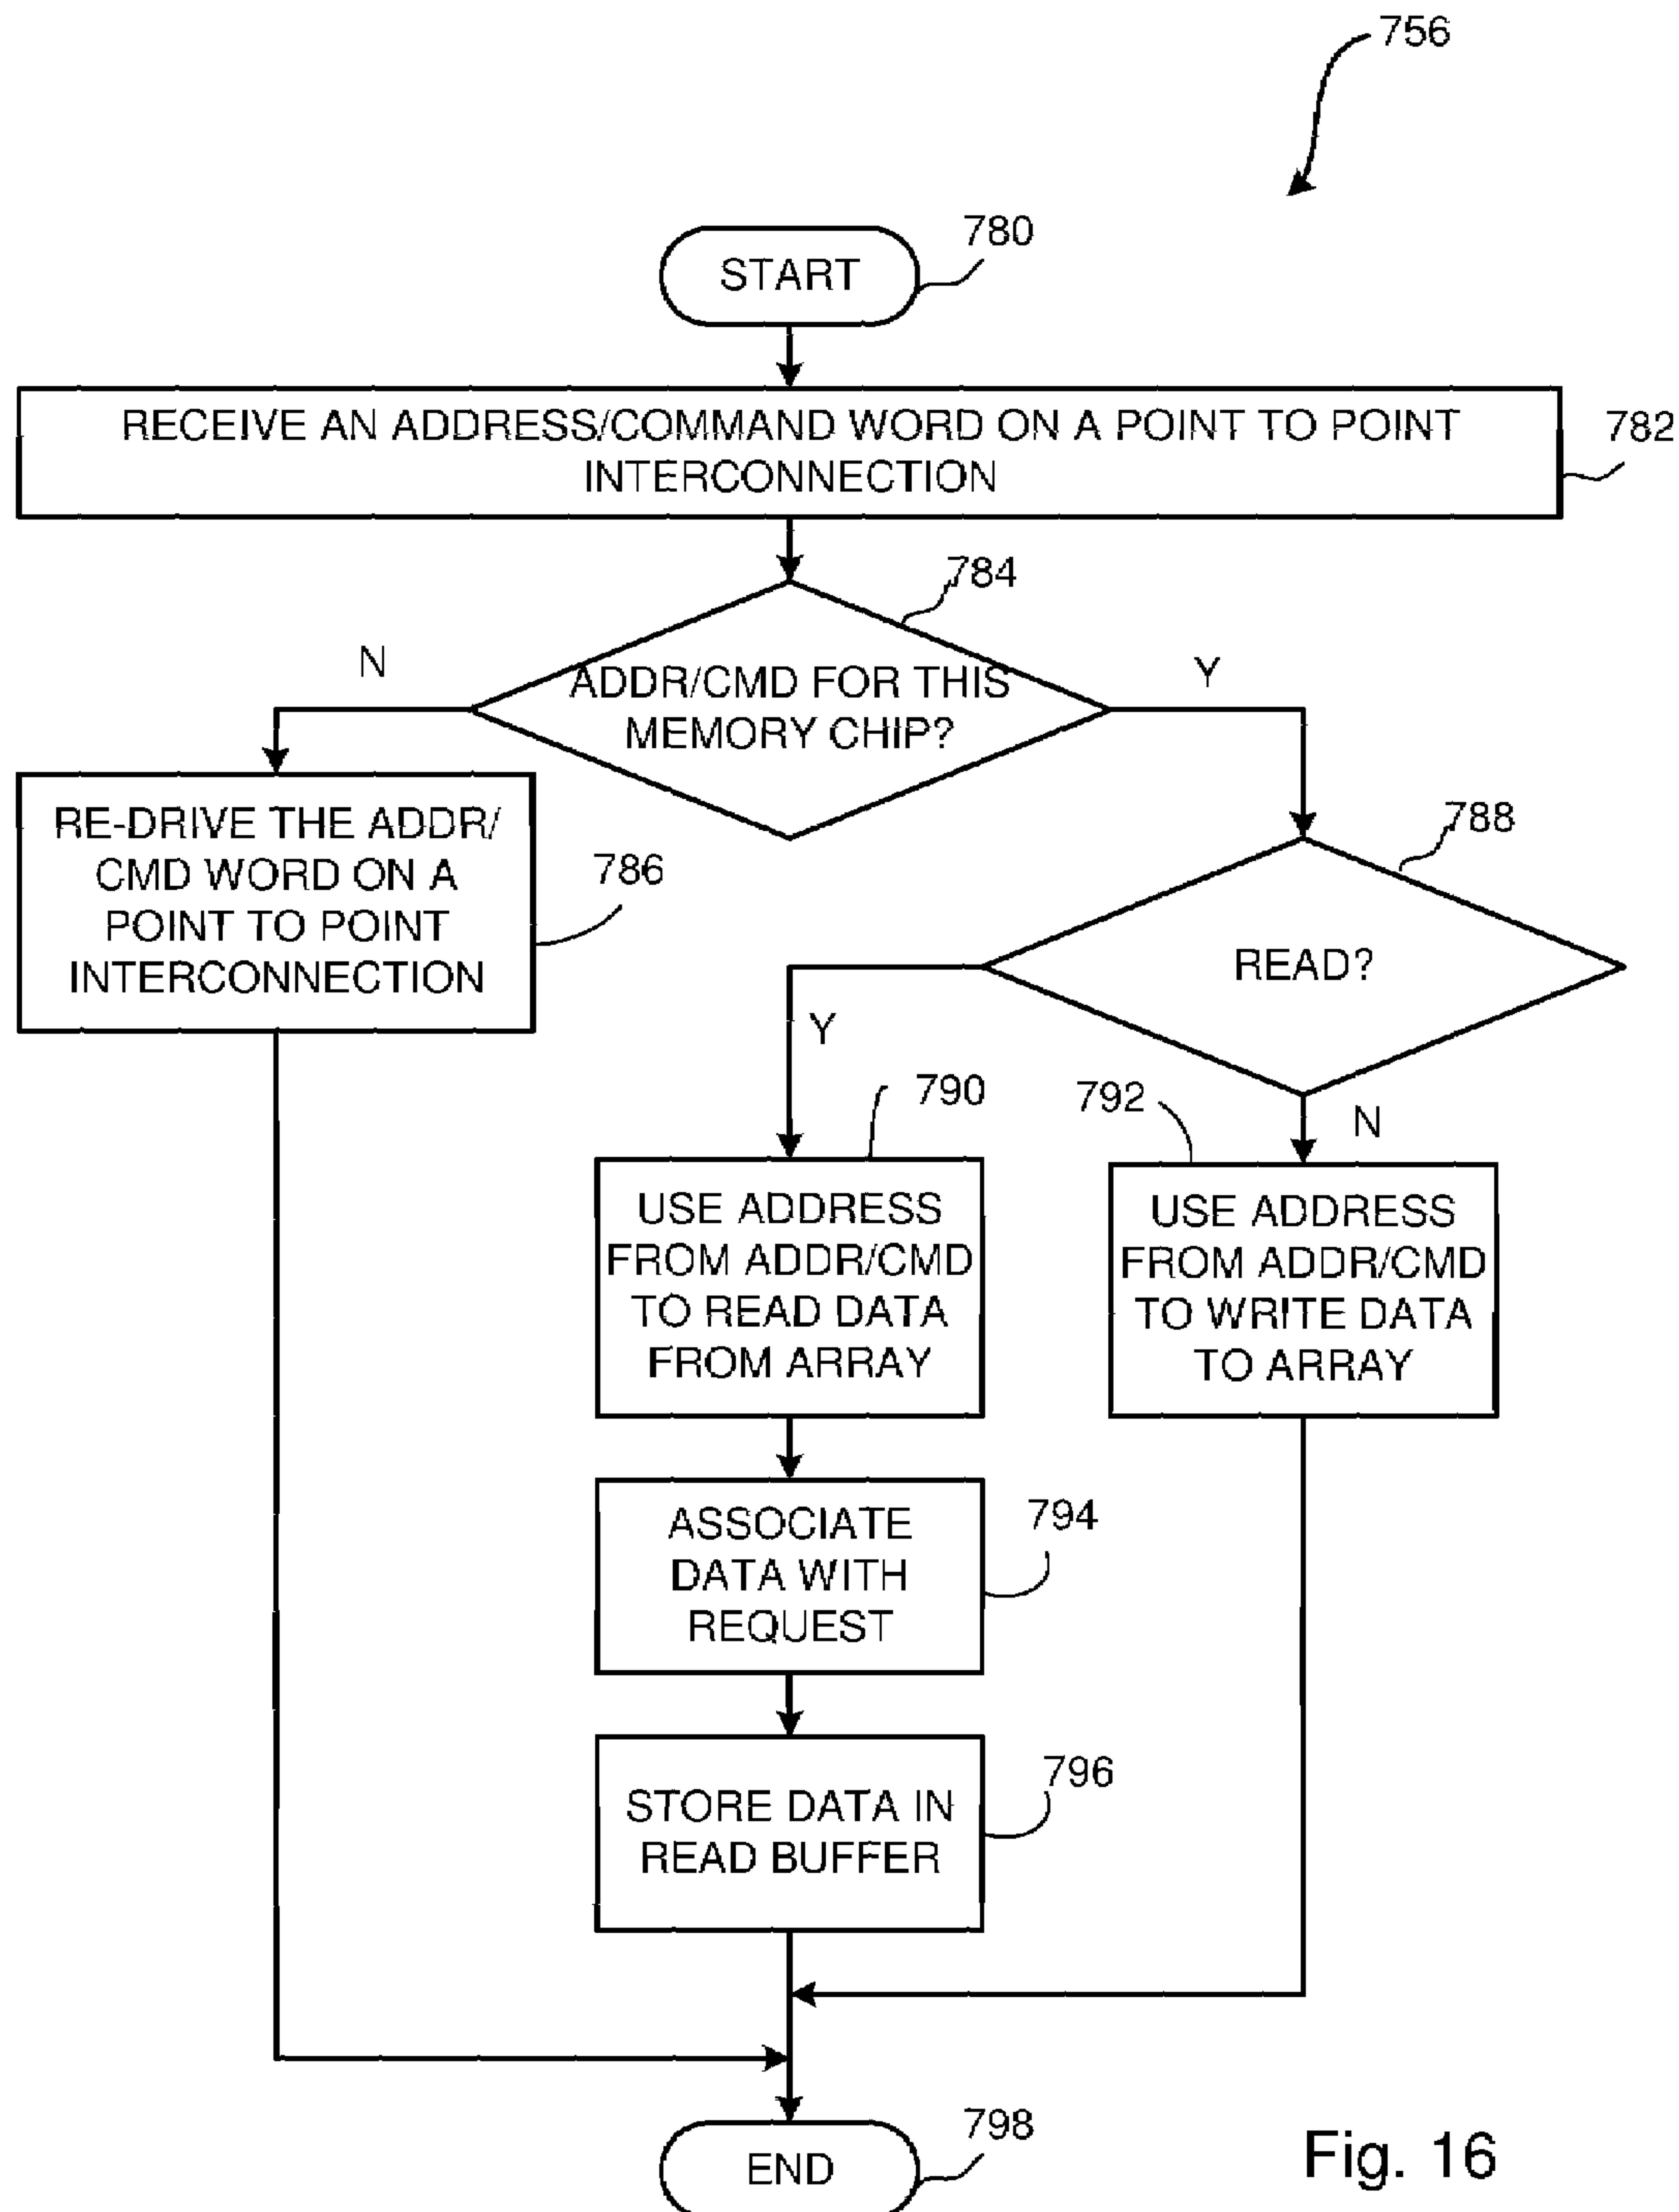 756
START
780
RECEIVE AN ADDRESS/COMMAND WORD ON A POINT TO POINT
INTERCONNECTION
782
784
N
ADDR/CMD FOR THIS
MEMORY CHIP?
Y
RE-DRIVE THE ADDR/
CMD WORD ON A
POINT TO POINT
INTERCONNECTION
786
788
READ?
Y
N
790
USE ADDRESS
FROM ADDR/CMD
TO READ DATA
FROM ARRAY
792
USE ADDRESS
FROM ADDR/CMD
TO WRITE DATA
TO ARRAY
ASSOCIATE
DATA WITH
REQUEST
794
STORE DATA IN
READ BUFFER
796
END
798
Fig. 16